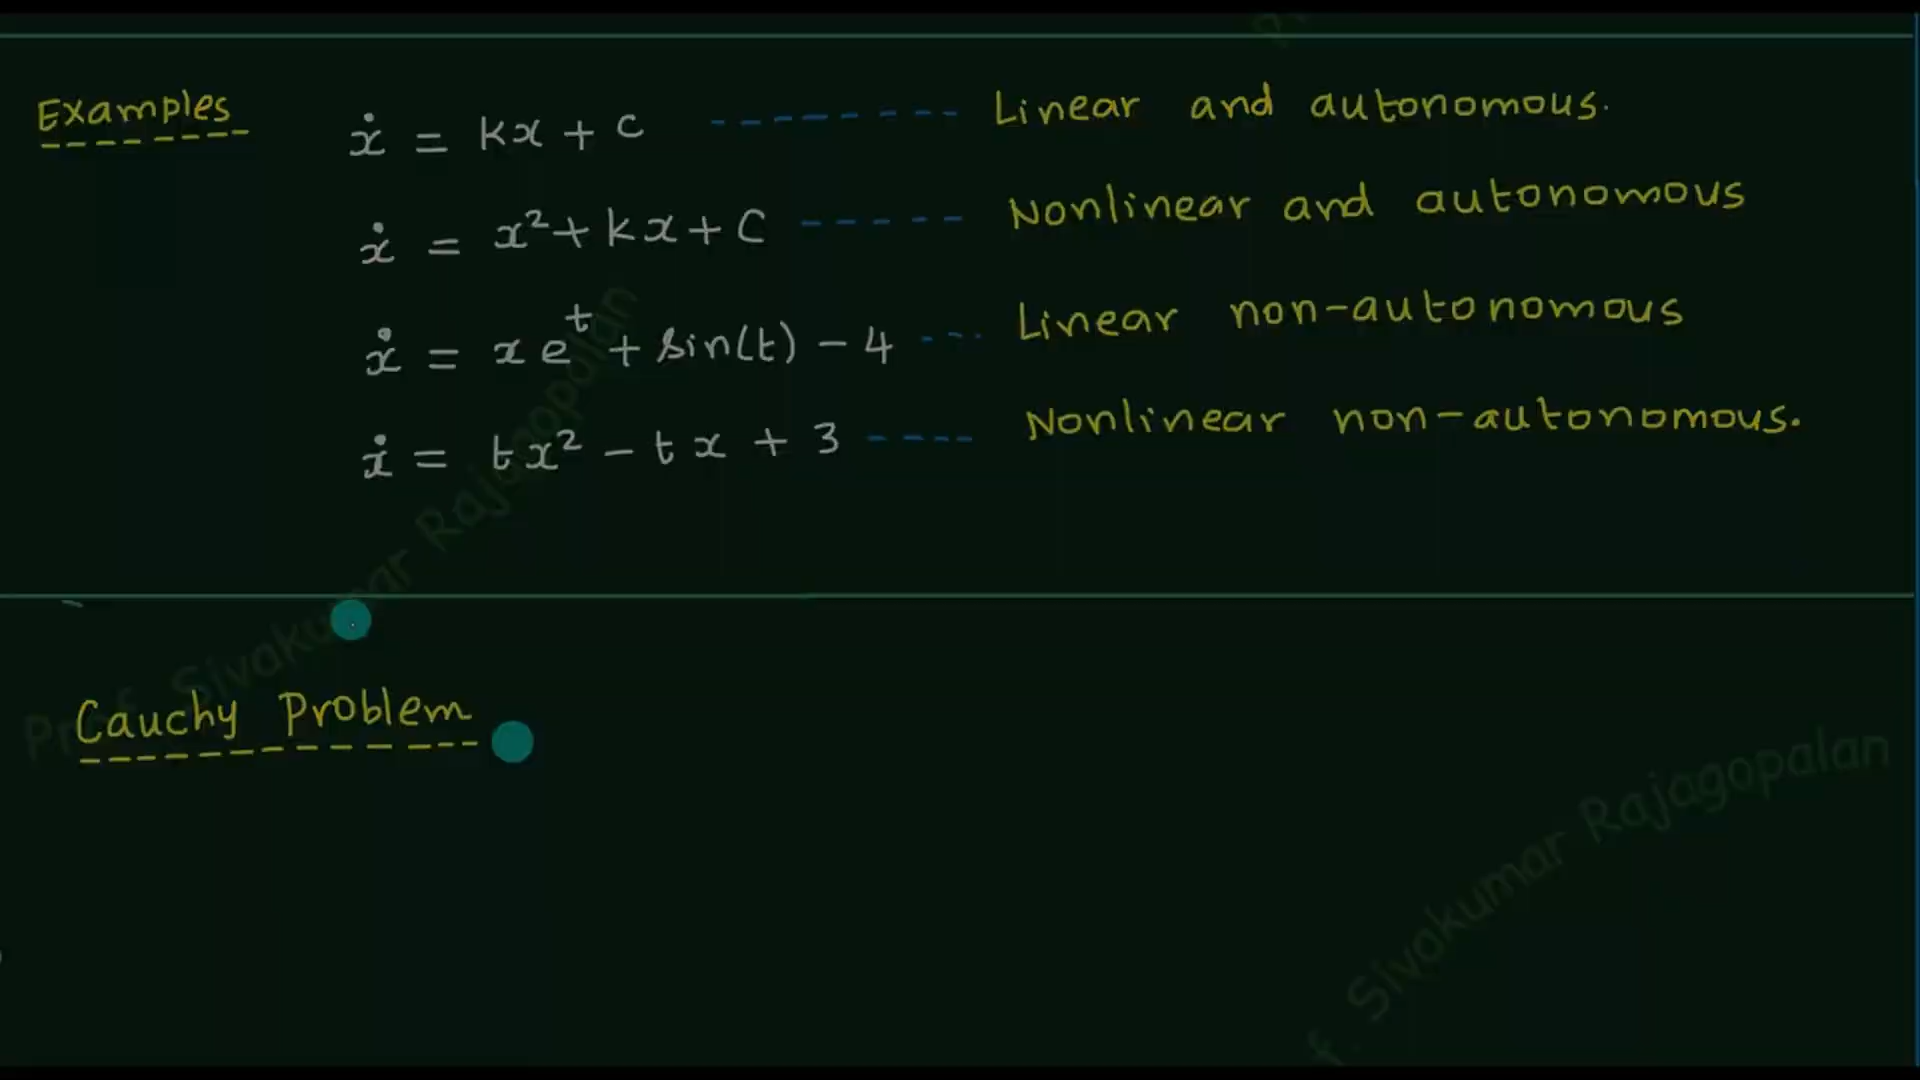 Examples
ẋ = kx + c ------ Linear and autonomous.
ẋ = x² + kx + C ------ Nonlinear and autonomous
ẋ = x eᵗ + sin(t) - 4 --- Linear non-autonomous
ẋ = tx² - tx + 3 ---- Nonlinear non-autonomous.
Prof. Sivakumar Rajagopalan
Cauchy Problem
f. Sivakumar Rajagopalan